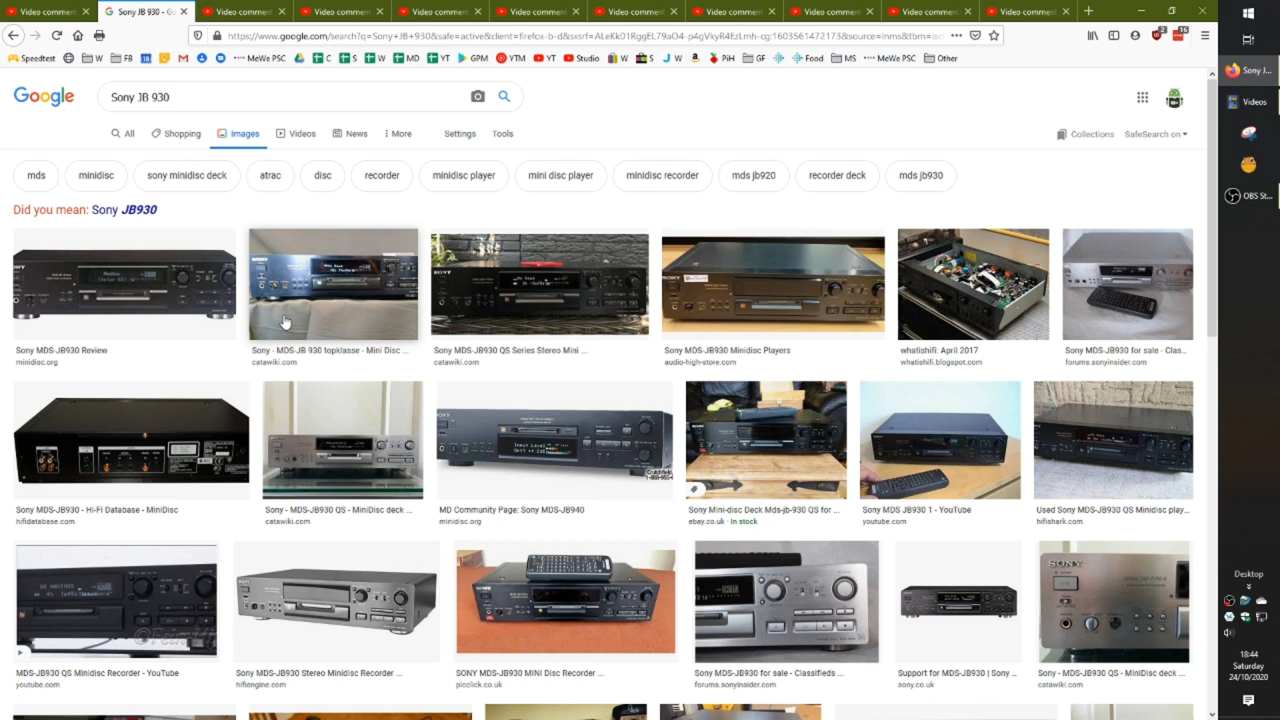 Video commen
Sony JB 930 - Go
Video commen
Video commen
Video commen
Video commen
Video commen
Video commen
Video commen
Video commen
Video commen
https://www.google.com/search?q=Sony+JB+930&safe=active&client=firefox-b-d&sxsrf=
Speedtest W FB M MeWe PSC C S W MD YT GPM YTM YT Studio W S J W PiH GF Food MS MeWe PSC Other
Google
Sony JB 930
All Shopping Images Videos News More Settings Tools
Collections SafeSearch on
mds minidisc sony minidisc deck atrac disc recorder minidisc player mini disc player minidisc recorder mds jb920 recorder deck mds jb930
Did you mean: Sony JB930
Sony MDS-JB930 Review
minidisc.org
Sony - MDS-JB 930 topklasse - Mini Disc ...
catawiki.com
Sony MDS-JB930 QS Series Stereo Mini ...
catawiki.com
Sony MDS-JB930 Minidisc Players
audio-high-store.com
whatishifi: April 2017
whatishifi.blogspot.com
Sony MDS-JB930 for sale - Clas...
forums.sonyinsider.com
Sony MDS-JB930 - Hi-Fi Database - MiniDisc
hifidatabase.com
Sony - MDS-JB930 QS - MiniDisc deck ...
catawiki.com
MD Community Page: Sony MDS-JB940
minidisc.org
Sony Mini-disc Deck Mds-jb-930 QS for ...
ebay.co.uk · In stock
Sony MDS JB930 1 - YouTube
youtube.com
Used Sony MDS-JB930 QS Minidisc play...
hifishark.com
MDS-JB930 QS Minidisc Recorder - YouTube
youtube.com
Sony MDS-JB930 Stereo Minidisc Recorder ...
hifiengine.com
SONY MDS-JB930 MINI Disc Recorder ...
picclick.co.uk
Sony MDS-JB930 for sale - Classifieds ...
forums.sonyinsider.com
Support for MDS-JB930 | Sony ...
sony.co.uk
SONY
Sony - MDS-JB930 QS - MiniDisc deck ...
catawiki.com
Sony J...
Videos
OBS St...
Desktop
18:44
Saturday
24/10/2020